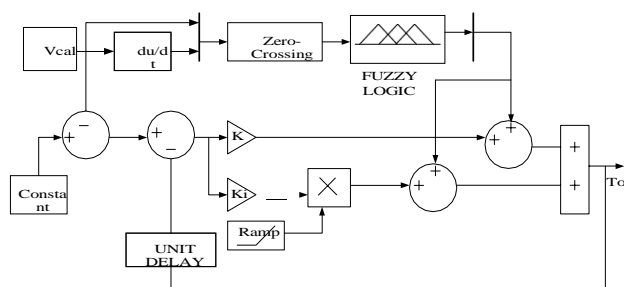 Vcal
du/d
t
Zero-
Crossing
FUZZY
LOGIC
+
−
+
−
K
+
+
+
Consta
nt
Ki
×
+
+
+
To
Ramp
UNIT
DELAY